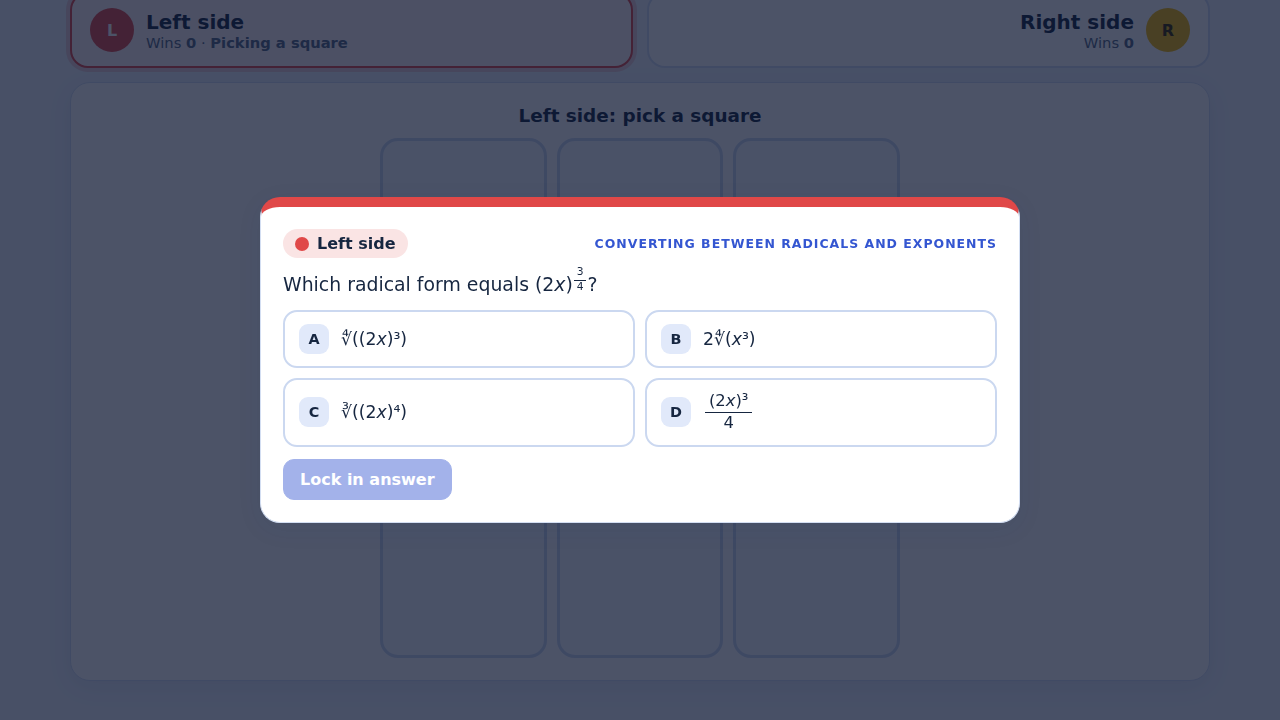 L
Left side
Wins 0 · Picking a square
Right side
Wins 0
R
Left side: pick a square
Left side
CONVERTING BETWEEN RADICALS AND EXPONENTS
Which radical form equals (2x)^(3/4)?
A ∜((2x)³)
B 2∜(x³)
C ∛((2x)⁴)
D (2x)³/4
Lock in answer